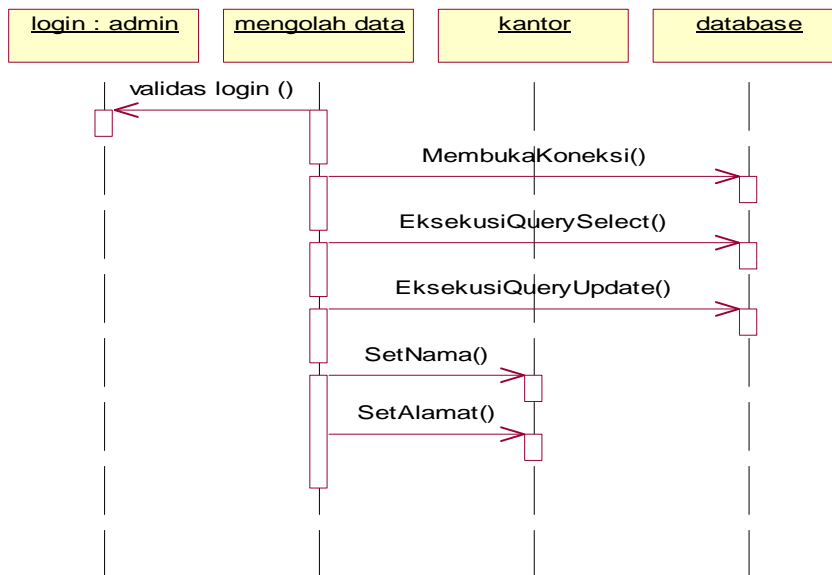 login : admin
mengolah data
kantor
database
validas login ()
MembukaKoneksi()
EksekusiQuerySelect()
EksekusiQueryUpdate()
SetNama()
SetAlamat()